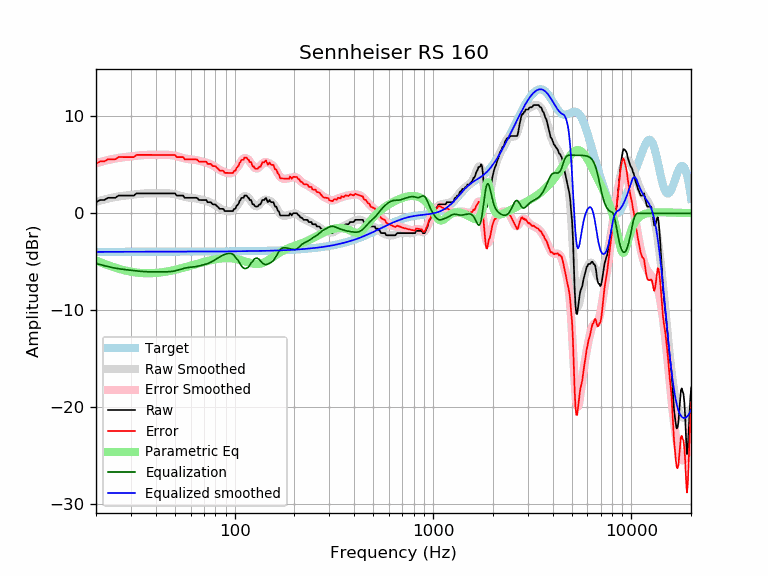 Sennheiser RS 160
10
0
−10
−20
−30
Amplitude (dBr)
Target
Raw Smoothed
Error Smoothed
Raw
Error
Parametric Eq
Equalization
Equalized smoothed
100
1000
10000
Frequency (Hz)